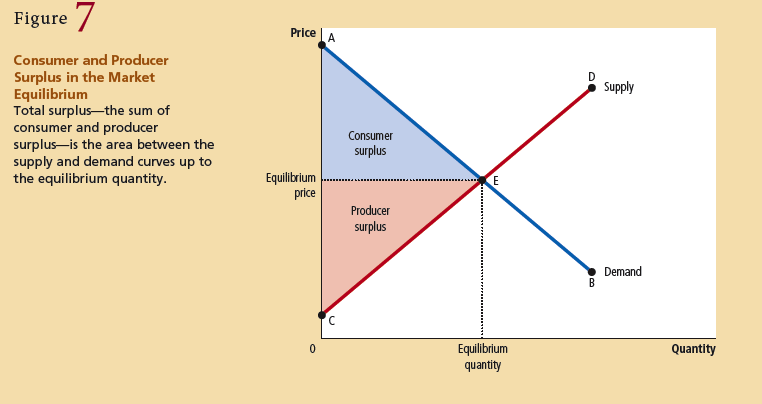 Figure 7
Consumer and Producer
Surplus in the Market
Equilibrium
Total surplus—the sum of
consumer and producer
surplus—is the area between the
supply and demand curves up to
the equilibrium quantity.
Price
A
D
Supply
Consumer
surplus
Equilibrium
price
E
Producer
surplus
Demand
B
C
0
Equilibrium
quantity
Quantity